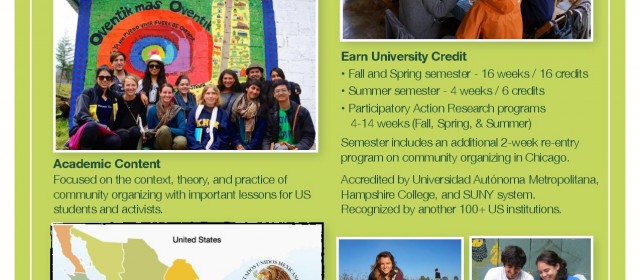 Oventik mas Oventik
Academic Content
Focused on the context, theory, and practice of
community organizing with important lessons for US
students and activists.
United States
ESTADOS UNIDOS MEXICANOS
Earn University Credit
• Fall and Spring semester - 16 weeks / 16 credits
• Summer semester - 4 weeks / 6 credits
• Participatory Action Research programs
4-14 weeks (Fall, Spring, & Summer)
Semester includes an additional 2-week re-entry
program on community organizing in Chicago.
Accredited by Universidad Autónoma Metropolitana,
Hampshire College, and SUNY system.
Recognized by another 100+ US institutions.